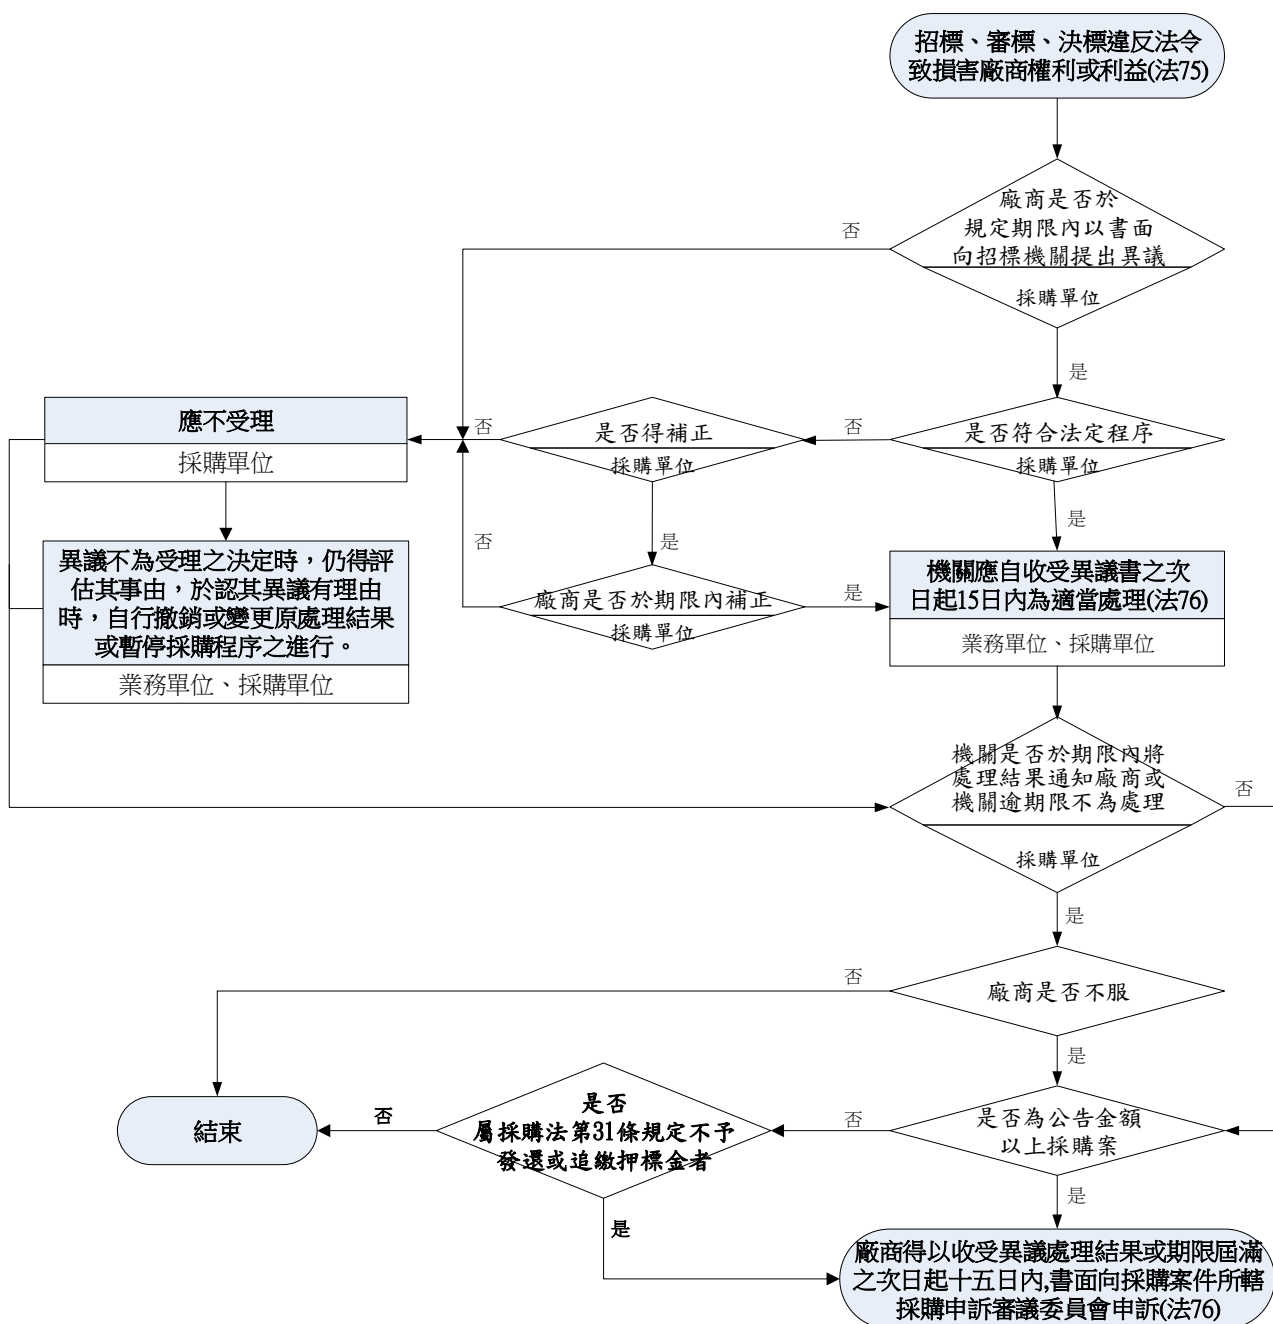 招標、審標、決標違反法令
致損害廠商權利或利益(法75)
廠商是否於
規定期限內以書面
向招標機關提出異議
採購單位
否
是
是否符合法定程序
採購單位
否
是
是否得補正
採購單位
否
是
應不受理
採購單位
異議不為受理之決定時，仍得評
估其事由，於認其異議有理由
時，自行撤銷或變更原處理結果
或暫停採購程序之進行。
業務單位、採購單位
廠商是否於期限內補正
採購單位
否
是
機關應自收受異議書之次
日起15日內為適當處理(法76)
業務單位、採購單位
機關是否於期限內將
處理結果通知廠商或
機關逾期限不為處理
採購單位
否
是
廠商是否不服
否
是
是否為公告金額
以上採購案
否
是
是否
屬採購法第31條規定不予
發還或追繳押標金者
否
是
結束
廠商得以收受異議處理結果或期限屆滿
之次日起十五日內,書面向採購案件所轄
採購申訴審議委員會申訴(法76)